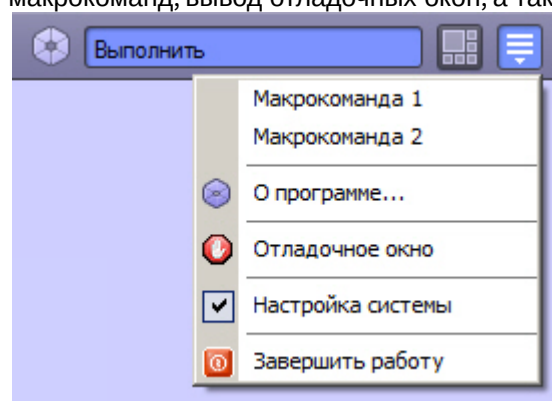 макрокоманд, вывод отладочных окон, а так
Выполнить
Макрокоманда 1
Макрокоманда 2
О программе...
Отладочное окно
Настройка системы
Завершить работу